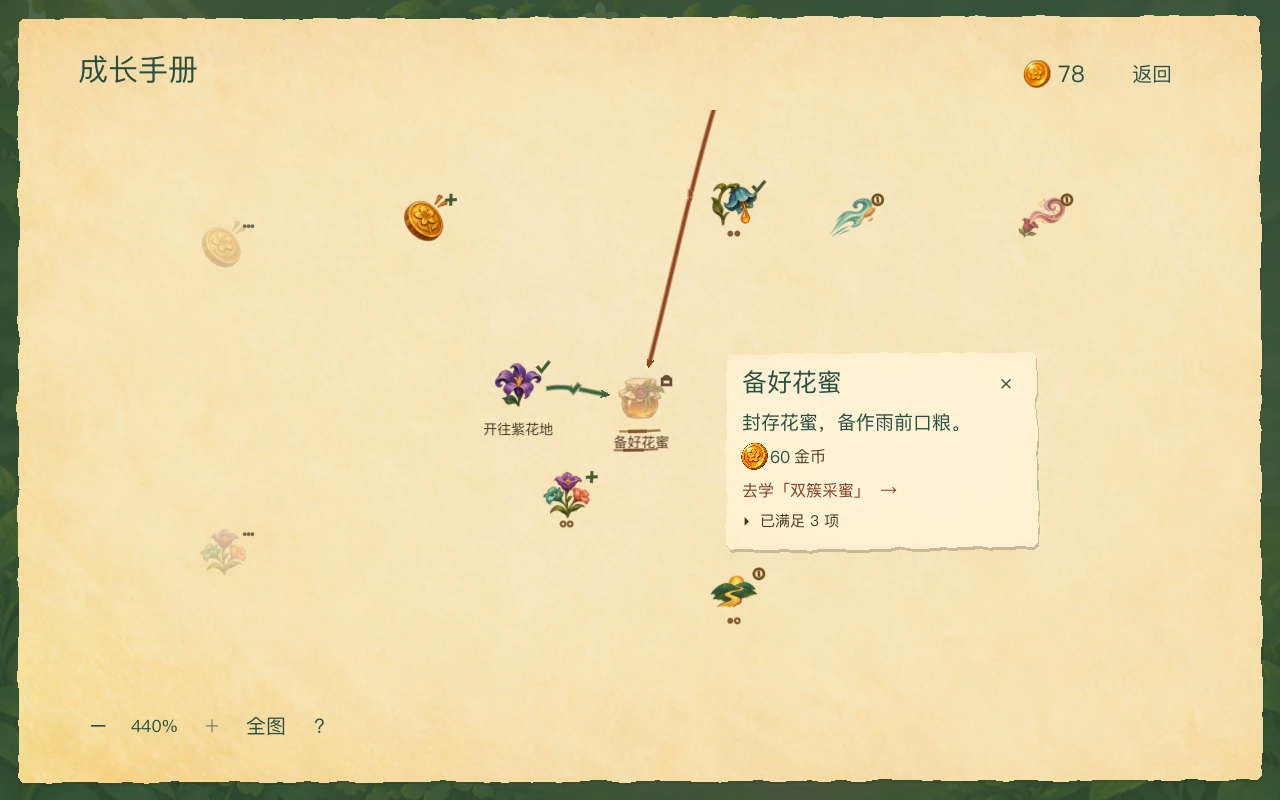 成长手册
78
返回
开往紫花地
备好花蜜
备好花蜜 ×
封存花蜜，备作雨前口粮。
60 金币
去学「双簇采蜜」 →
已满足 3 项
− 440% + 全图 ?